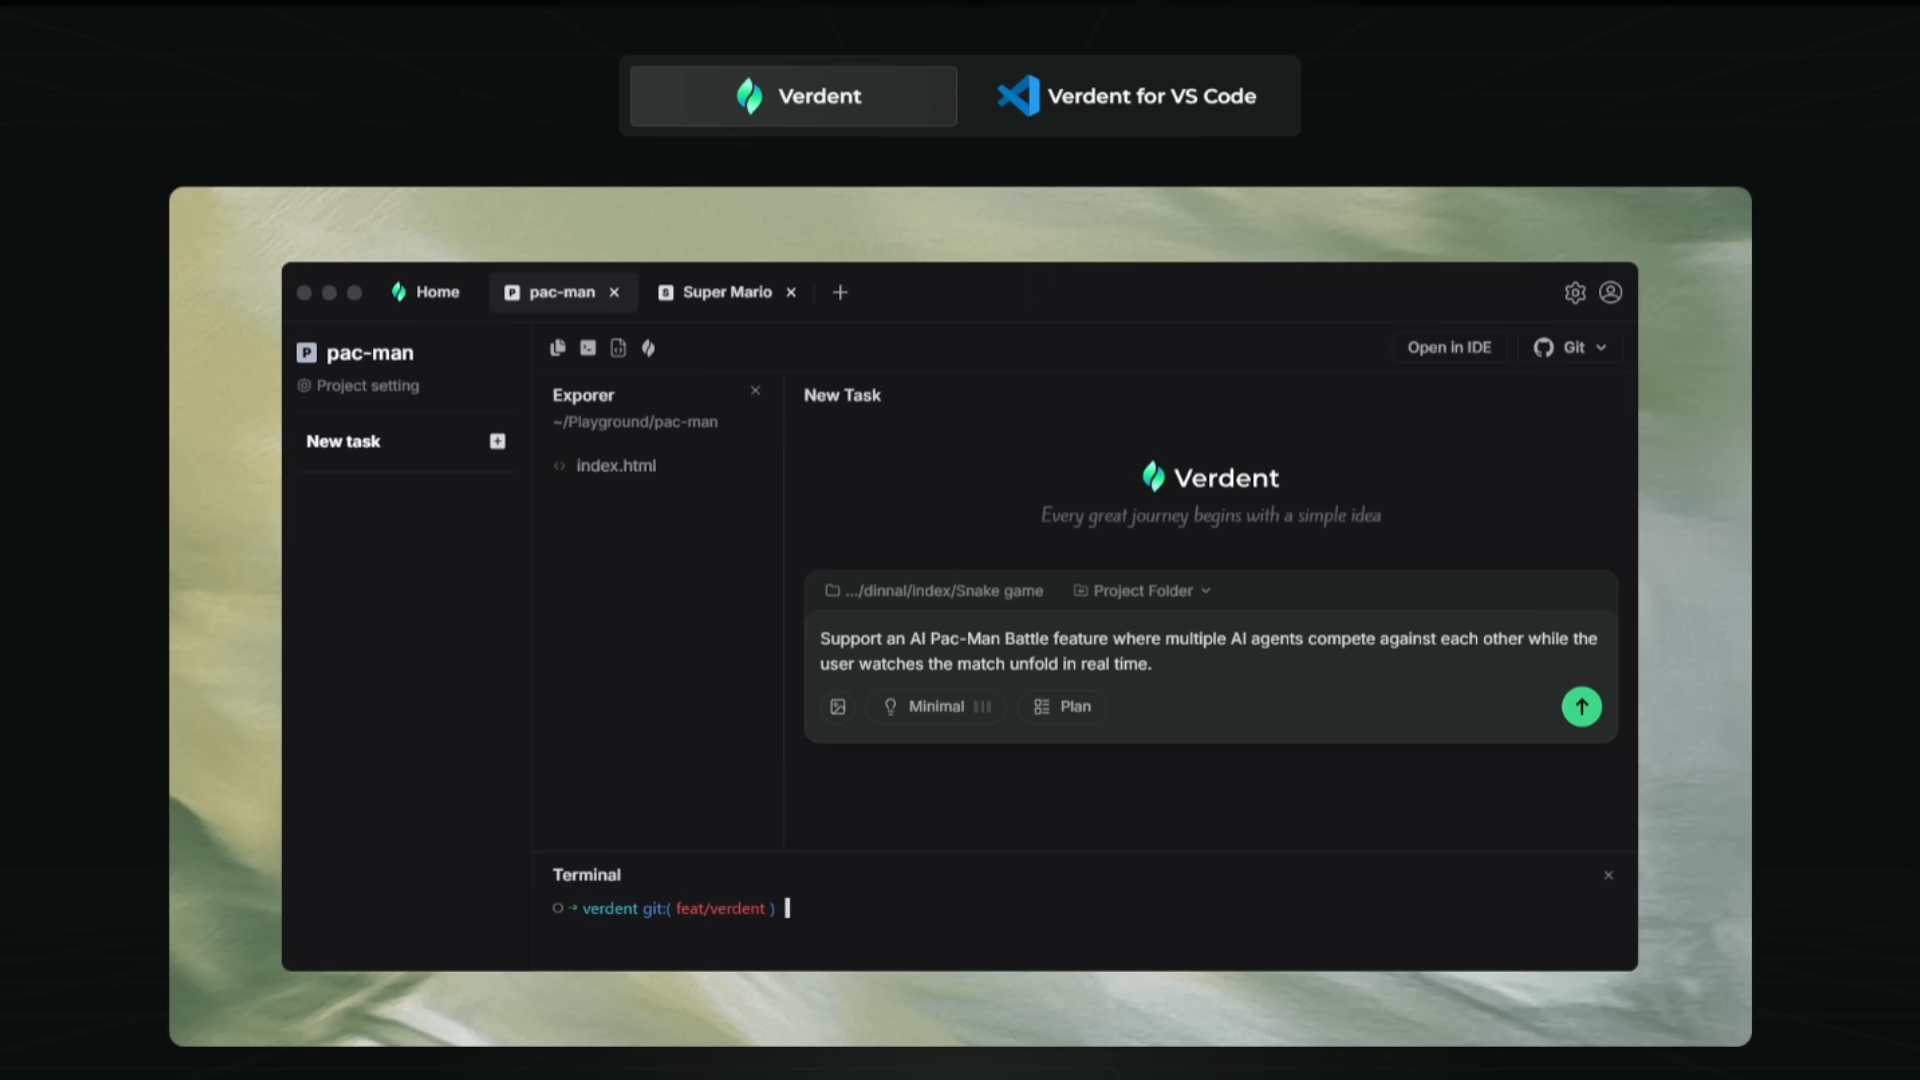 Verdent
Verdent for VS Code
Home
P pac-man
S Super Mario
P pac-man
Project setting
New task
Open in IDE
Git
Exporer
~/Playground/pac-man
index.html
New Task
Verdent
Every great journey begins with a simple idea
.../dinnal/index/Snake game
Project Folder
Support an AI Pac-Man Battle feature where multiple AI agents compete against each other while the
user watches the match unfold in real time.
Minimal
Plan
Terminal
verdent git:( feat/verdent )